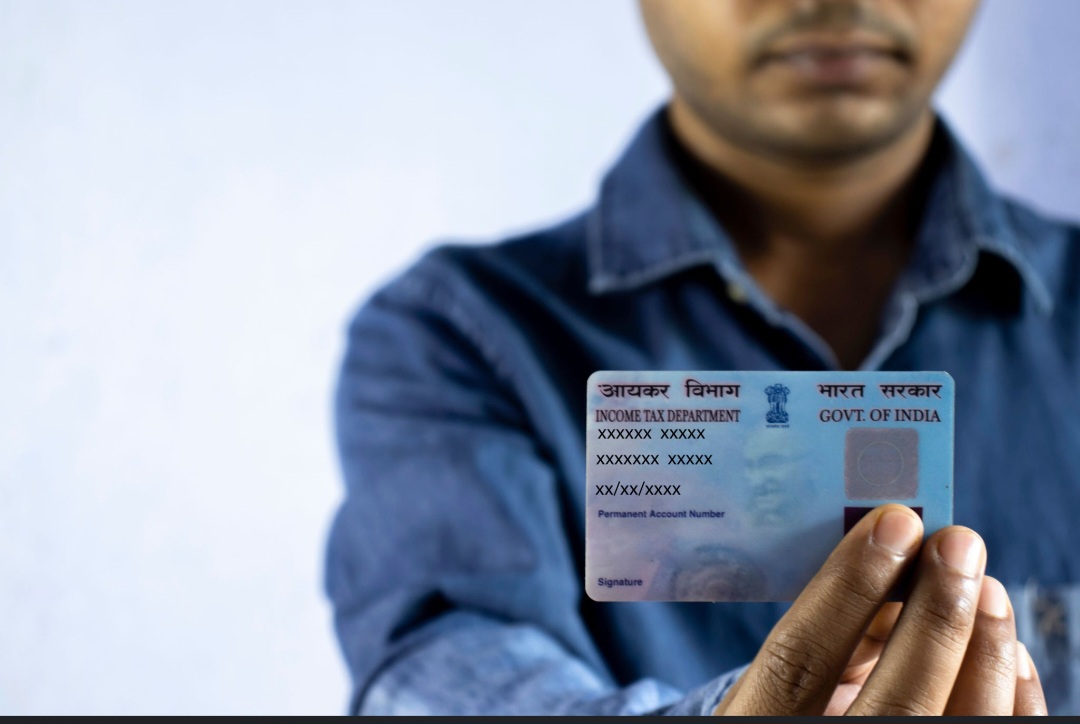 आयकर विभाग
भारत सरकार
INCOME TAX DEPARTMENT
GOVT. OF INDIA
xxxxxx xxxxx
xxxxxxx xxxxx
xx/xx/xxxx
Permanent Account Number
Signature